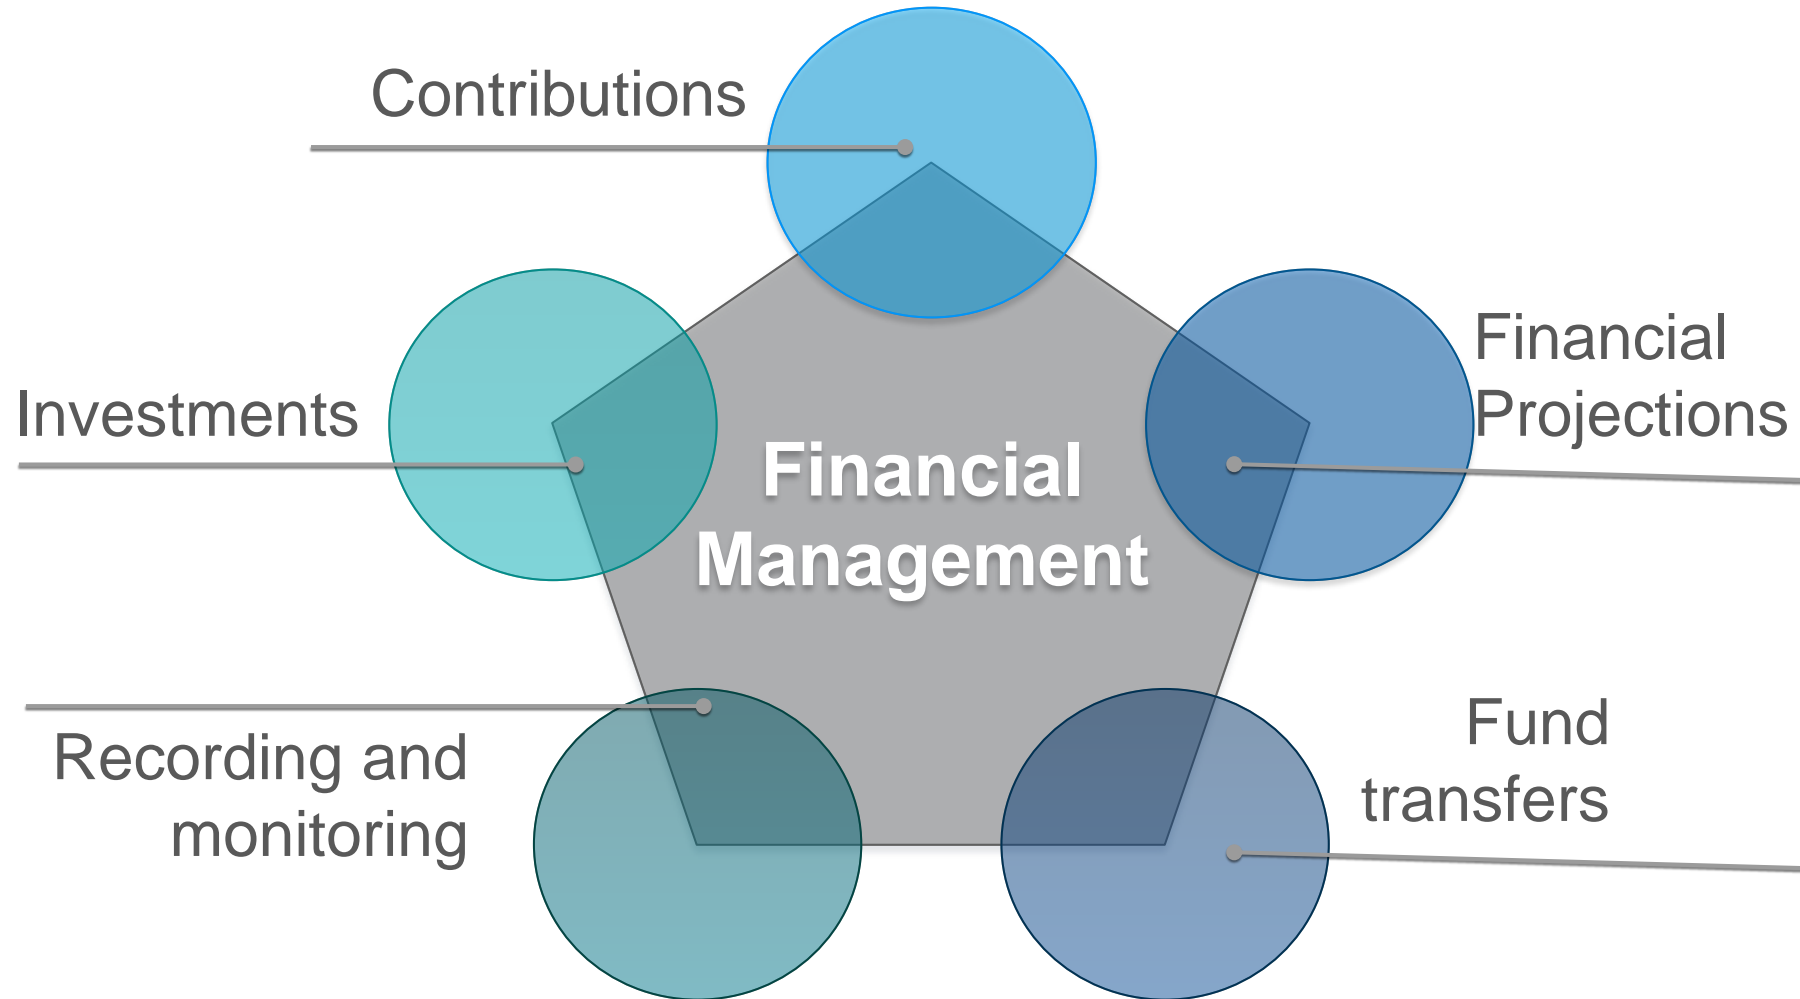 Contributions
Financial
Projections
Investments
Financial
Management
Fund
transfers
Recording and
monitoring